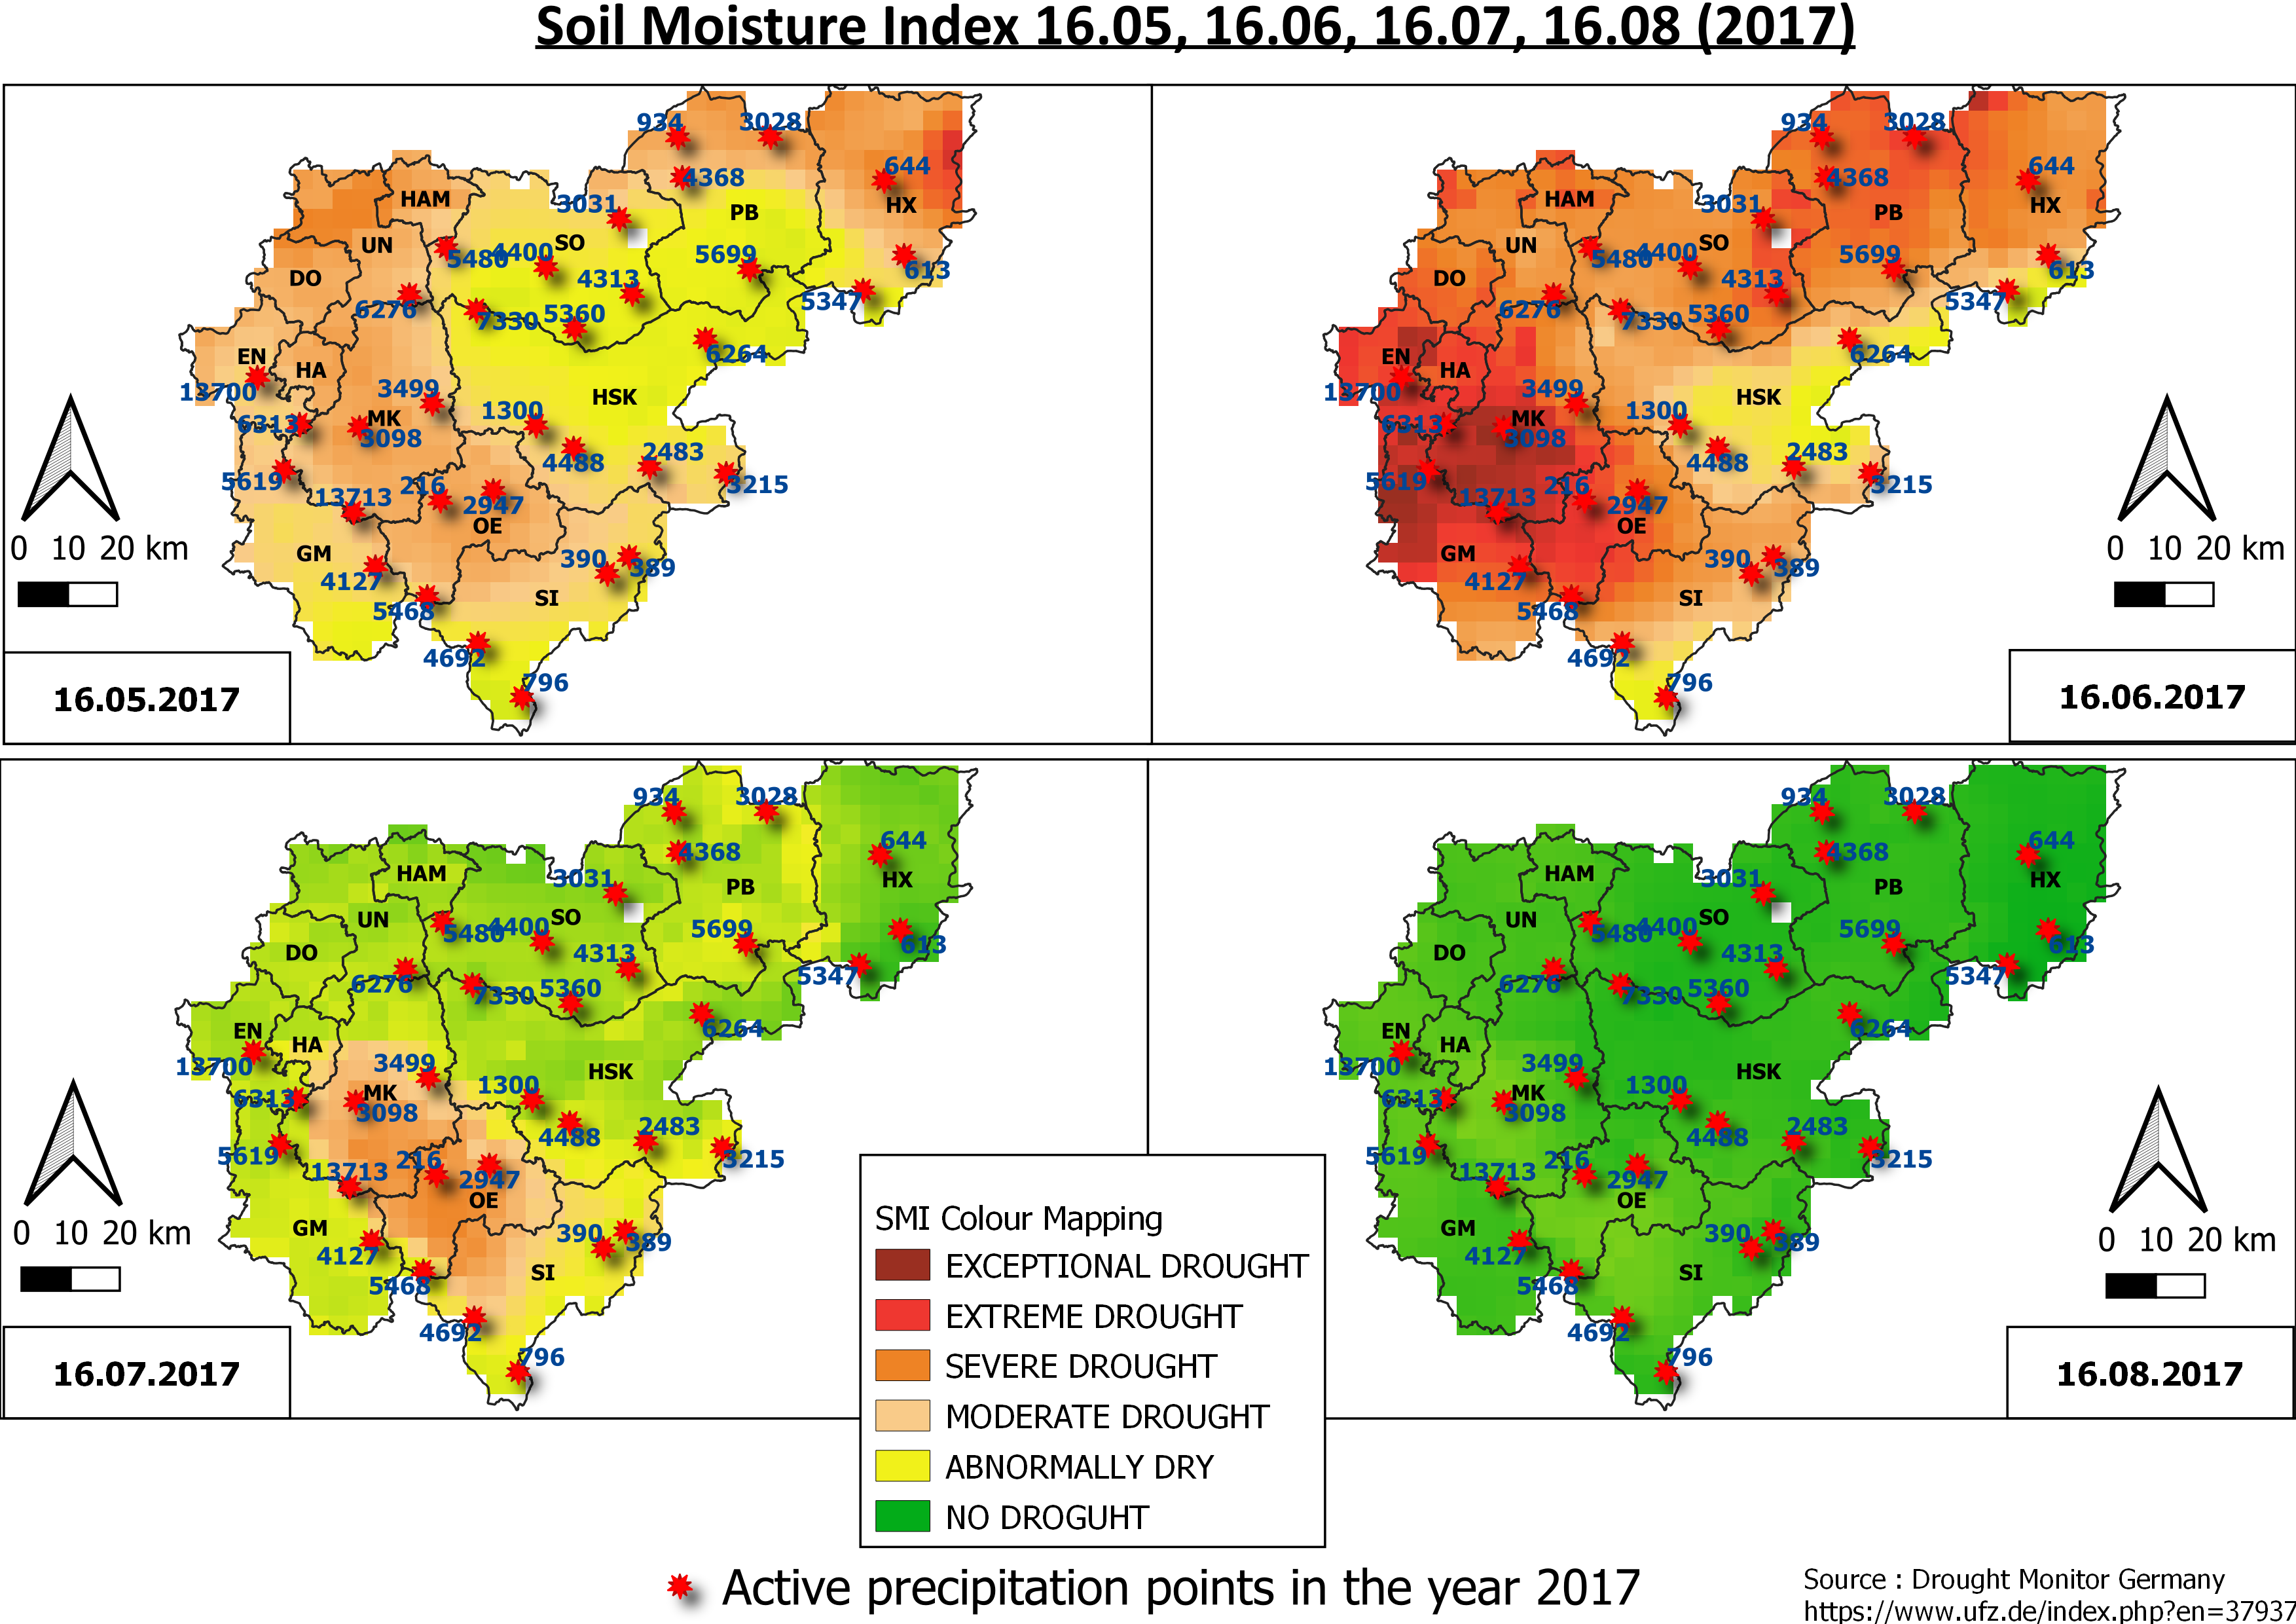 Soil Moisture Index 16.05, 16.06, 16.07, 16.08 (2017)
934
3028
4368
644
HAM
3031
PB
HX
UN
5480
4400
SO
5699
613
DO
4313
5347
6276
7330
5360
6264
EN
HA
13700
3499
HSK
1300
6313
MK
3098
4488
2483
5619
3215
13713
216
2947
OE
0 10 20 km
GM
390
389
4127
SI
5468
4692
796
16.05.2017
934
3028
4368
644
HAM
3031
PB
HX
UN
5480
4400
SO
5699
613
DO
4313
5347
6276
7330
5360
6264
EN
HA
13700
3499
HSK
1300
6313
MK
3098
4488
2483
5619
3215
13713
216
2947
OE
0 10 20 km
GM
390
389
4127
SI
5468
4692
796
16.06.2017
934
3028
4368
644
HAM
3031
PB
HX
UN
5480
4400
SO
5699
613
DO
4313
5347
6276
7330
5360
6264
EN
HA
13700
3499
HSK
1300
6313
MK
3098
4488
2483
5619
3215
13713
216
2947
OE
0 10 20 km
GM
390
389
4127
SI
5468
4692
796
16.07.2017
934
3028
4368
644
HAM
3031
PB
HX
UN
5480
4400
SO
5699
613
DO
4313
5347
6276
7330
5360
6264
EN
HA
13700
3499
HSK
1300
6313
MK
3098
4488
2483
5619
3215
13713
216
2947
OE
0 10 20 km
GM
390
389
4127
SI
5468
4692
796
16.08.2017
SMI Colour Mapping
EXCEPTIONAL DROUGHT
EXTREME DROUGHT
SEVERE DROUGHT
MODERATE DROUGHT
ABNORMALLY DRY
NO DROGUHT
Active precipitation points in the year 2017
Source : Drought Monitor Germany
https://www.ufz.de/index.php?en=37937